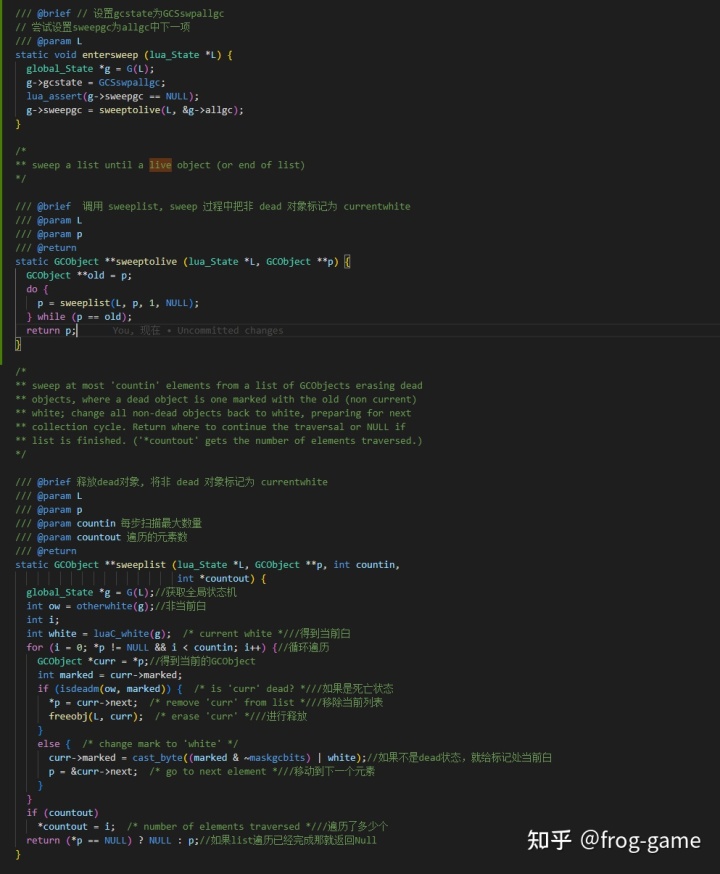 /// @brief // 设置gcstate为GCSswpallgc
// 尝试设置sweepgc为allgc中下一项
/// @param L
static void entersweep (lua_State *L) {
  global_State *g = G(L);
  g->gcstate = GCSswpallgc;
  lua_assert(g->sweepgc == NULL);
  g->sweepgc = sweeptolive(L, &g->allgc);
}
/*
** sweep a list until a live object (or end of list)
*/
/// @brief  调用 sweeplist, sweep 过程中把非 dead 对象标记为 currentwhite
/// @param L
/// @param p
/// @return
static GCObject **sweeptolive (lua_State *L, GCObject **p) {
  GCObject **old = p;
  do {
    p = sweeplist(L, p, 1, NULL);
  } while (p == old);
  return p; You, 现在 • Uncommitted changes
}
/*
** sweep at most 'countin' elements from a list of GCObjects erasing dead
** objects, where a dead object is one marked with the old (non current)
** white; change all non-dead objects back to white, preparing for next
** collection cycle. Return where to continue the traversal or NULL if
** list is finished. ('*countout' gets the number of elements traversed.)
*/
/// @brief 释放dead对象, 将非 dead 对象标记为 currentwhite
/// @param L
/// @param p
/// @param countin 每步扫描最大数量
/// @param countout 遍历的元素数
/// @return
static GCObject **sweeplist (lua_State *L, GCObject **p, int countin,
                             int *countout) {
  global_State *g = G(L);//获取全局状态机
  int ow = otherwhite(g);//非当前白
  int i;
  int white = luaC_white(g);  /* current white *///得到当前白
  for (i = 0; *p != NULL && i < countin; i++) {//循环遍历
    GCObject *curr = *p;//得到当前的GCObject
    int marked = curr->marked;
    if (isdeadm(ow, marked)) {  /* is 'curr' dead? *///如果是死亡状态
      *p = curr->next;  /* remove 'curr' from list *///移除当前列表
      freeobj(L, curr);  /* erase 'curr' *///进行释放
    }
    else {  /* change mark to 'white' */
      curr->marked = cast_byte((marked & ~maskgcbits) | white);//如果不是dead状态，就给标记处当前白
      p = &curr->next;  /* go to next element *///移动到下一个元素
    }
  }
  if (countout)
    *countout = i;  /* number of elements traversed *///遍历了多少个
  return (*p == NULL) ? NULL : p;//如果list遍历已经完成那就返回Null
}
知乎 @frog-game